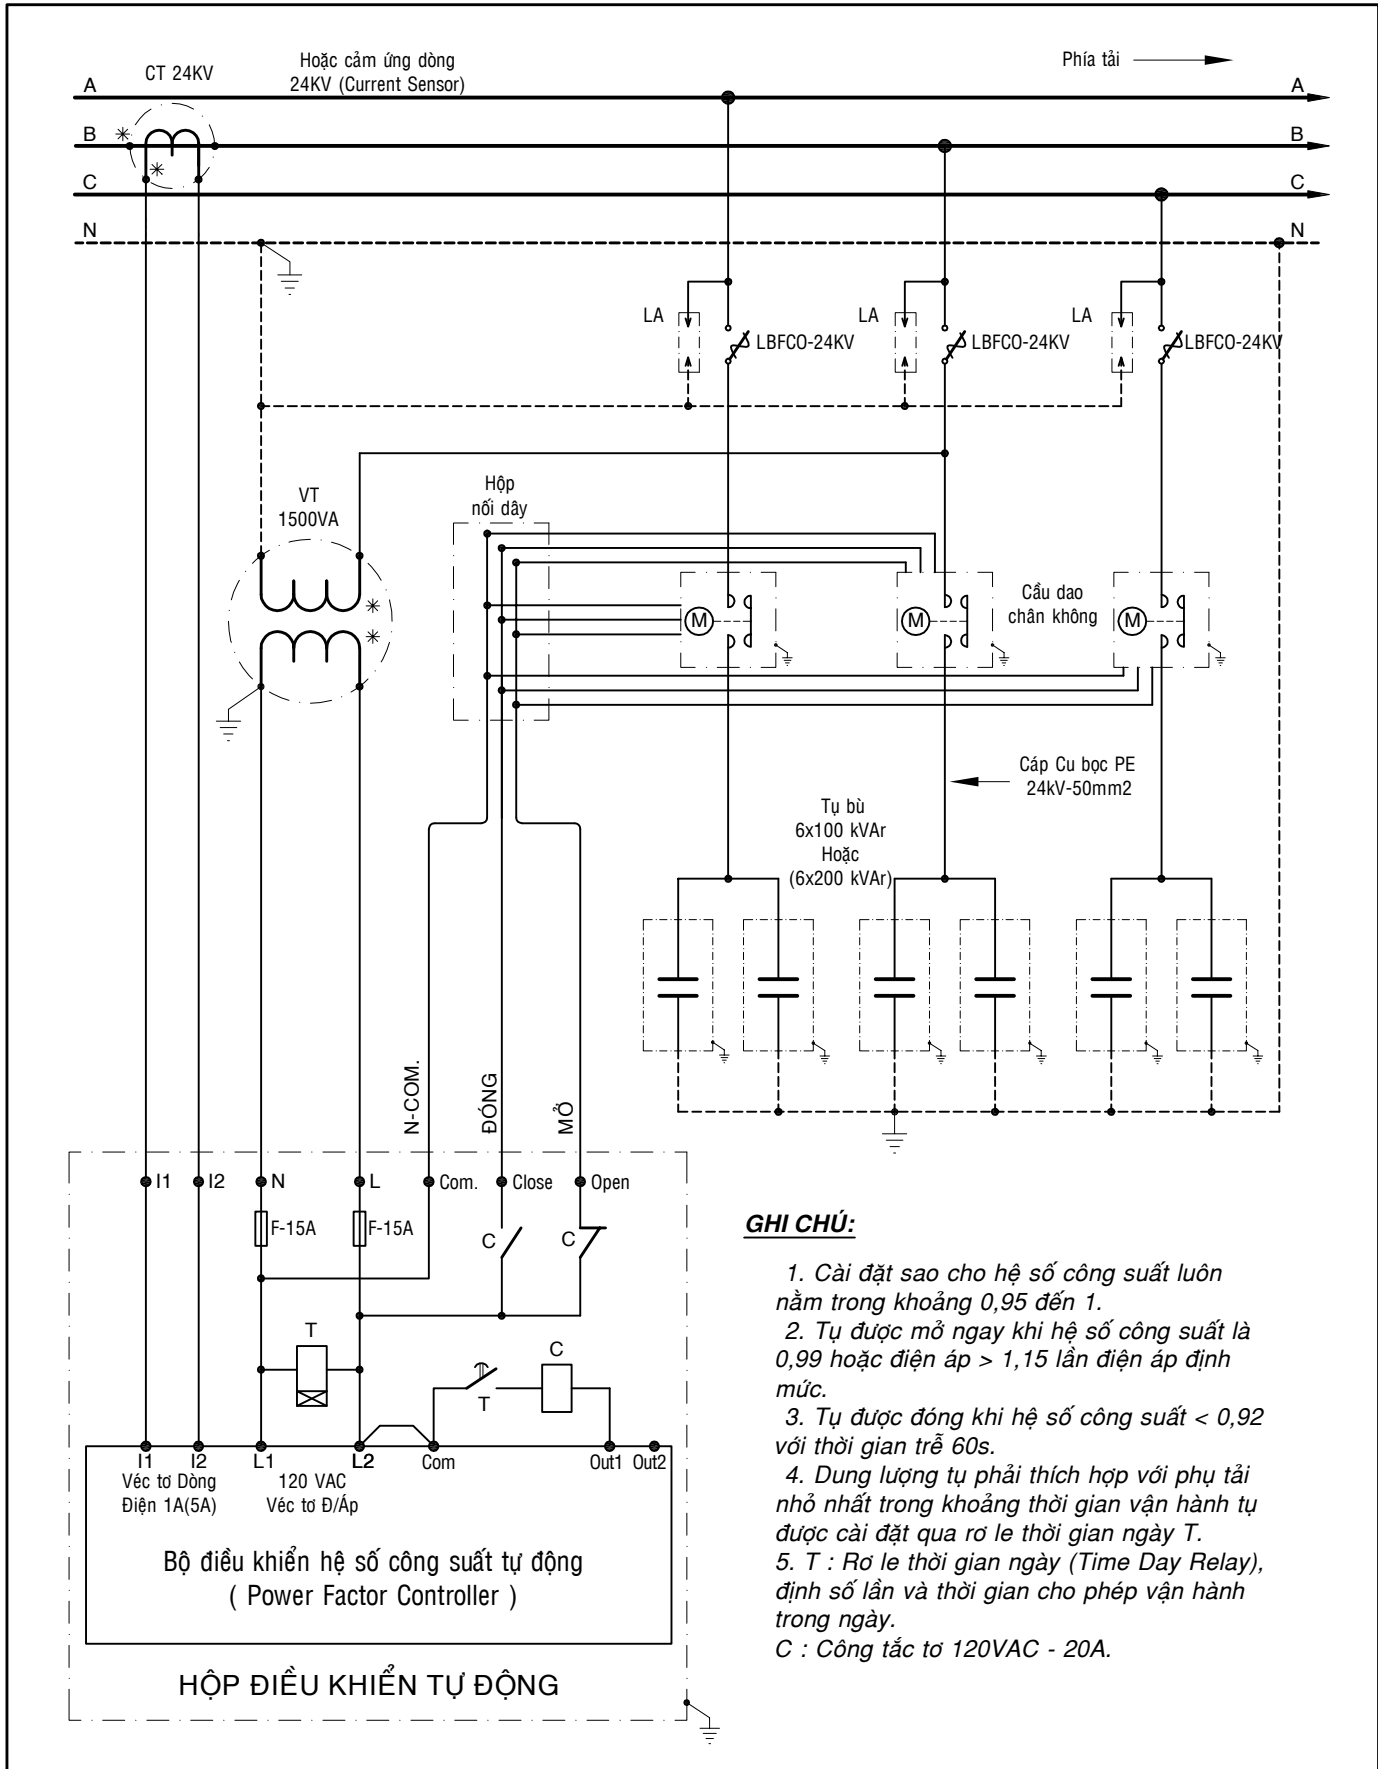 CT 24KV
Hoặc cảm ứng dòng
24KV (Current Sensor)
Phía tải
A
A
B
B
C
C
N
N
LA
LBFCO-24KV
LA
LBFCO-24KV
LA
LBFCO-24KV
VT
1500VA
Hộp
nối dây
M
M
M
Cầu dao
chân không
Cáp Cu bọc PE
24kV-50mm2
Tụ bù
6x100 kVAr
Hoặc
(6x200 kVAr)
N-COM.
ĐÓNG
MỞ
I1
I2
N
L
Com.
Close
Open
F-15A
F-15A
C
C
T
C
T
I1
I2
L1
L2
Com
Out1
Out2
Véc tơ Dòng
Điện 1A(5A)
120 VAC
Véc tơ Đ/Áp
Bộ điều khiển hệ số công suất tự động
( Power Factor Controller )
HỘP ĐIỀU KHIỂN TỰ ĐỘNG
GHI CHÚ:
1. Cài đặt sao cho hệ số công suất luôn
nằm trong khoảng 0,95 đến 1.
2. Tụ được mở ngay khi hệ số công suất là
0,99 hoặc điện áp > 1,15 lần điện áp định
mức.
3. Tụ được đóng khi hệ số công suất < 0,92
với thời gian trễ 60s.
4. Dung lượng tụ phải thích hợp với phụ tải
nhỏ nhất trong khoảng thời gian vận hành tụ
được cài đặt qua rơ le thời gian ngày T.
5. T : Rơ le thời gian ngày (Time Day Relay),
định số lần và thời gian cho phép vận hành
trong ngày.
C : Công tắc tơ 120VAC - 20A.